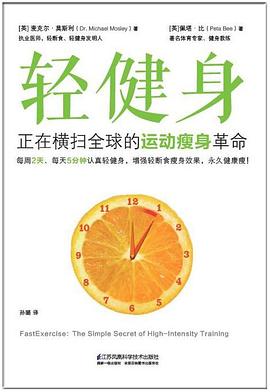 [英] 麦克尔·莫斯利 (Dr. Michael Mosley) 著
执业医师，轻断食、轻健身发明人
[英]佩塔·比(Peta Bee) 著
著名体育专家、健身教练
轻健身
正在横扫全球的运动瘦身革命
每周2天，每天5分钟认真轻健身，增强轻断食瘦身效果，永久健康瘦！
孙璐 译
FastExercise: The Simple Secret of High-Intensity Training
江苏凤凰科学技术出版社